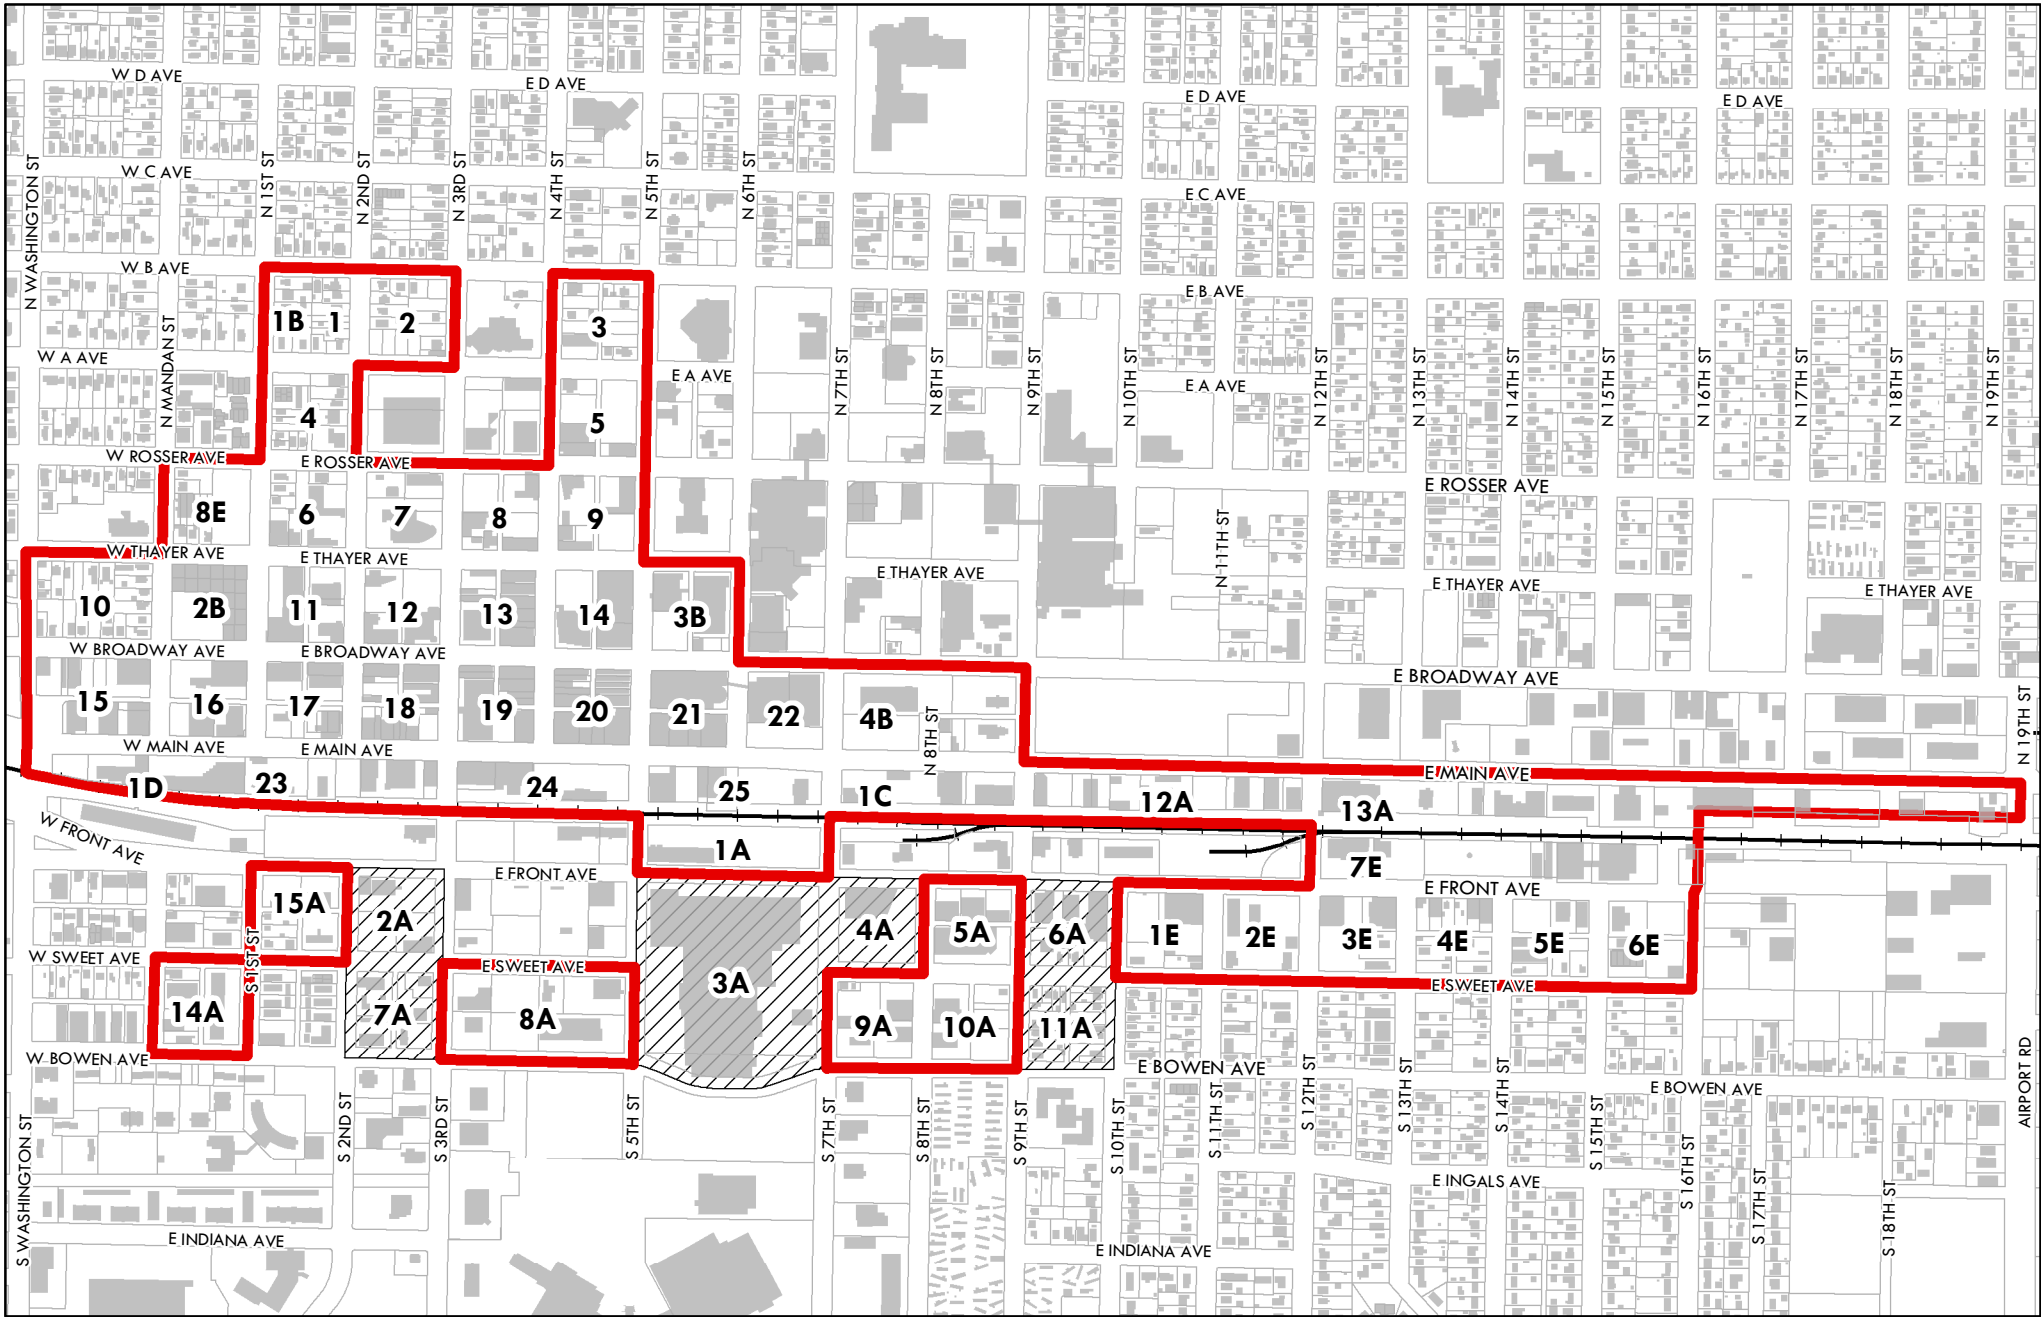 W D AVE
E D AVE
E D AVE
E D AVE
W C AVE
E C AVE
N WASHINGTON ST
N 1ST ST
N 2ND ST
N 3RD ST
N 4TH ST
N 5TH ST
N 6TH ST
W B AVE
E B AVE
1B
1
2
3
N MANDAN ST
W A AVE
E A AVE
E A AVE
N 7TH ST
N 8TH ST
N 9TH ST
N 10TH ST
N 12TH ST
N 13TH ST
N 14TH ST
N 15TH ST
N 16TH ST
N 17TH ST
N 18TH ST
N 19TH ST
4
5
W ROSSER AVE
E ROSSER AVE
E ROSSER AVE
8E
6
7
8
9
N 11TH ST
W THAYER AVE
E THAYER AVE
E THAYER AVE
E THAYER AVE
E THAYER AVE
10
2B
11
12
13
14
3B
W BROADWAY AVE
E BROADWAY AVE
E BROADWAY AVE
15
16
17
18
19
20
21
22
4B
N 8TH ST
N 19TH ST
W MAIN AVE
E MAIN AVE
E MAIN AVE
1D
23
24
25
1C
12A
13A
W FRONT AVE
1A
7E
E FRONT AVE
E FRONT AVE
15A
2A
4A
5A
6A
1E
2E
3E
4E
5E
6E
S 1ST ST
W SWEET AVE
E SWEET AVE
E SWEET AVE
3A
14A
7A
8A
9A
10A
11A
W BOWEN AVE
E BOWEN AVE
E BOWEN AVE
S WASHINGTON ST
S 2ND ST
S 3RD ST
S 5TH ST
S 7TH ST
S 8TH ST
S 9TH ST
S 10TH ST
S 11TH ST
S 12TH ST
S 13TH ST
S 14TH ST
S 15TH ST
S 16TH ST
S 17TH ST
S 18TH ST
AIRPORT RD
E INGALS AVE
E INDIANA AVE
E INDIANA AVE